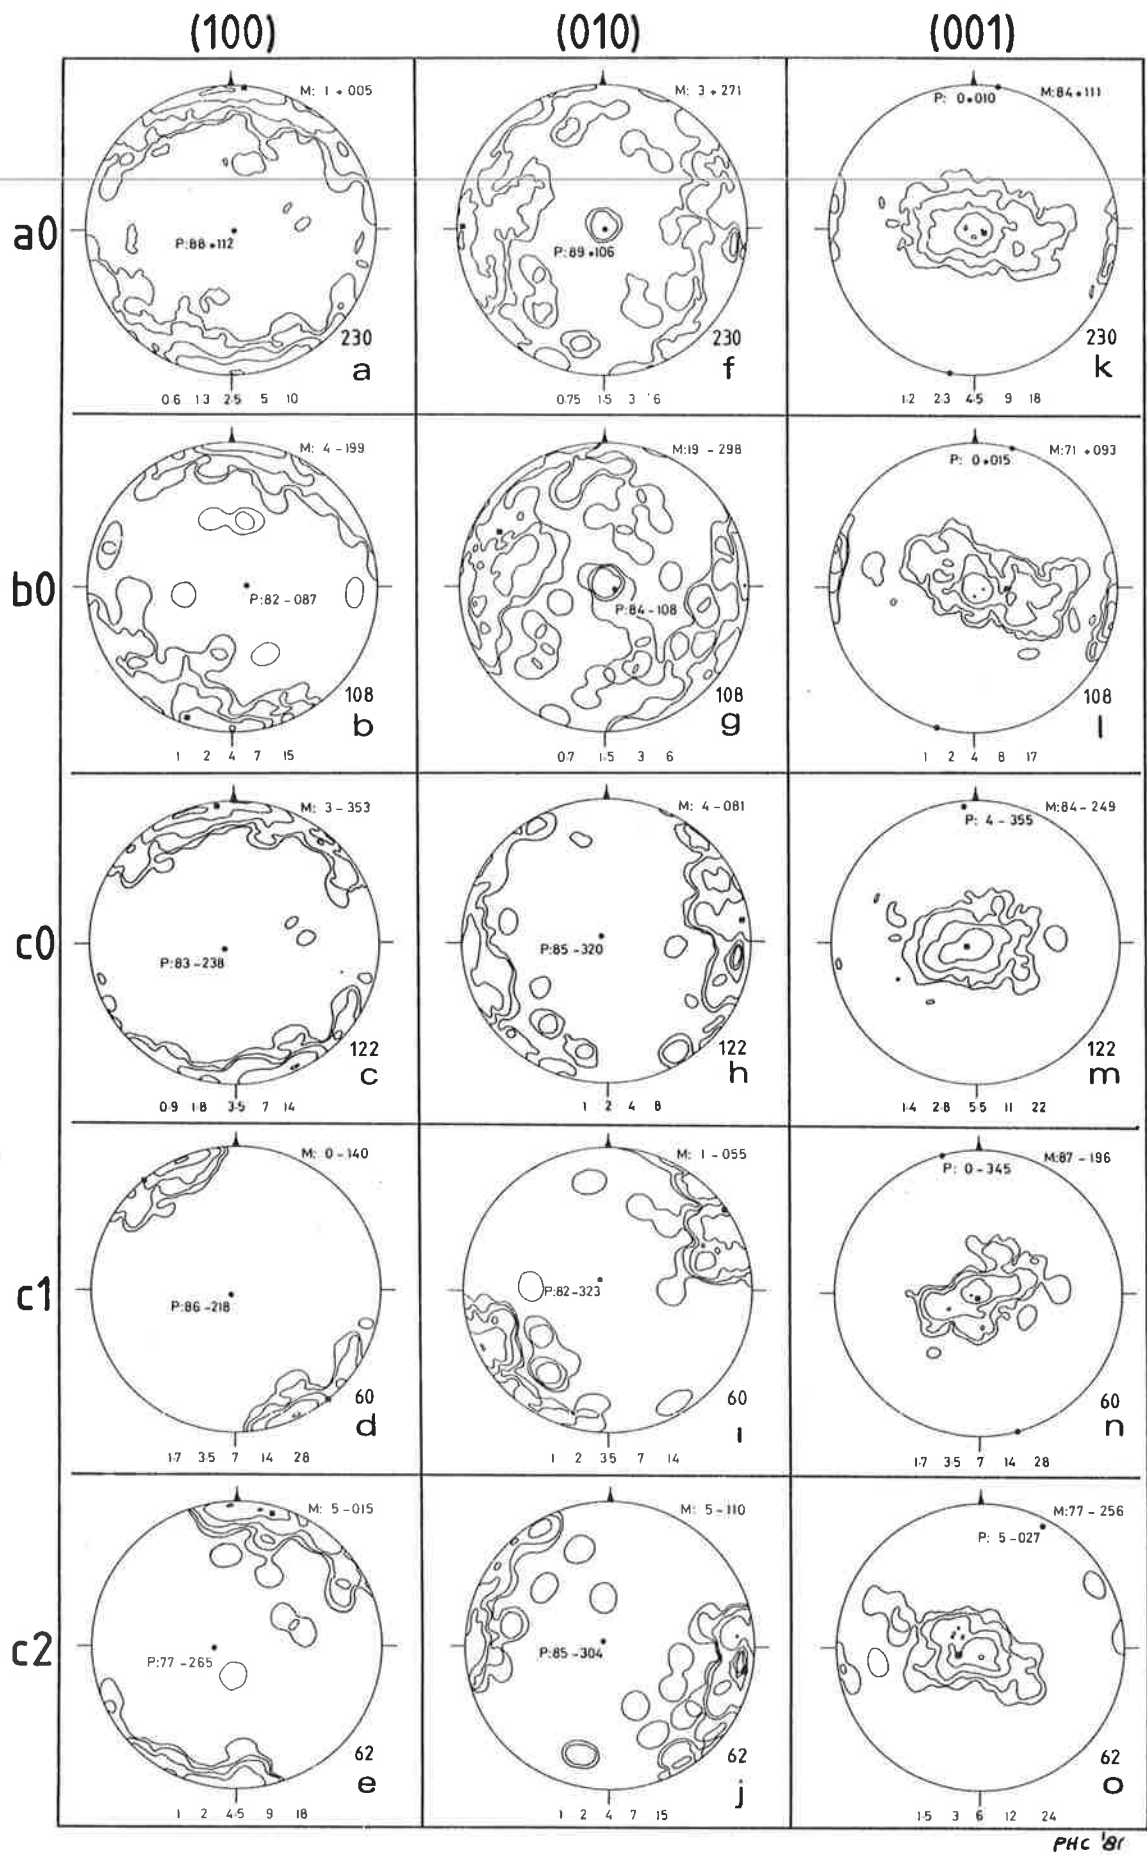 (100) (010) (001)
a0
M: 1 + 005
P:88 + 112
230
a
0·6 1·3 2·5 5 10
M: 3 + 271
P:89 + 106
230
f
0·75 1·5 3 6
P: 0 + 010
M:84 + 111
230
k
1·2 2·3 4·5 9 18
b0
M: 4 - 199
P:82 - 087
108
b
1 2 4 7 15
M:19 - 298
P:84 - 108
108
g
0·7 1·5 3 6
P: 0 + 015
M:71 + 093
108
l
1 2 4 8 17
c0
M: 3 - 353
P:83 - 238
122
c
0·9 1·8 3·5 7 14
M: 4 - 081
P:85 - 320
122
h
1 2 4 8
P: 4 - 355
M:84 - 249
122
m
1·4 2·8 5·5 11 22
c1
M: 0 - 140
P:86 - 218
60
d
1·7 3·5 7 14 28
M: 1 - 055
P:82 - 323
60
i
1 2 3·5 7 14
P: 0 - 345
M:87 - 196
60
n
1·7 3·5 7 14 28
c2
M: 5 - 015
P:77 - 265
62
e
1 2 4·5 9 18
M: 5 - 110
P:85 - 304
62
j
1 2 4 7 15
M:77 - 256
P: 5 - 027
62
o
1·5 3 6 12 24
PHC '81